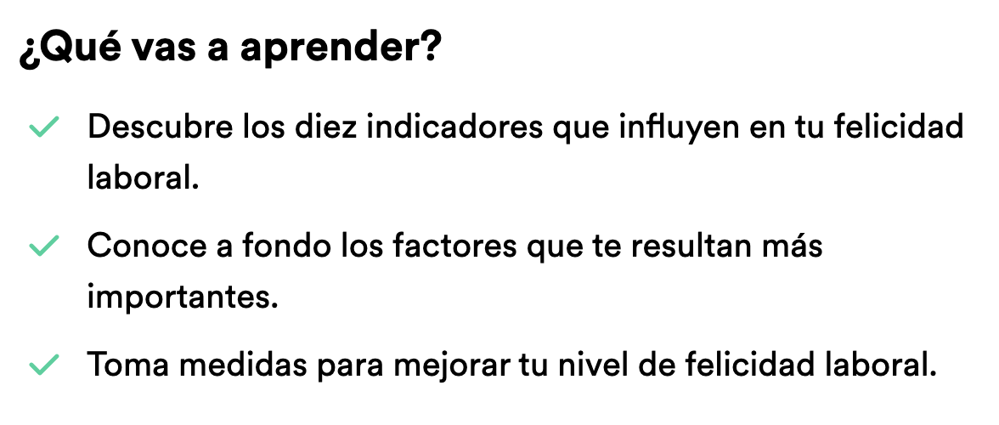 ¿Qué vas a aprender?
Descubre los diez indicadores que influyen en tu felicidad
laboral.
Conoce a fondo los factores que te resultan más
importantes.
Toma medidas para mejorar tu nivel de felicidad laboral.